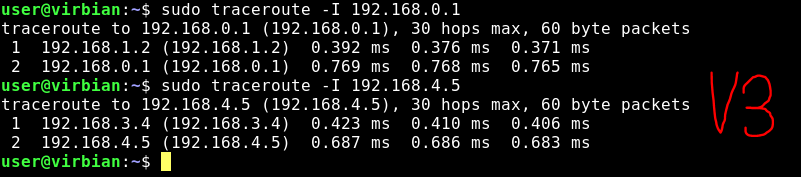 user@virbian:~$ sudo traceroute -I 192.168.0.1
traceroute to 192.168.0.1 (192.168.0.1), 30 hops max, 60 byte packets
 1  192.168.1.2 (192.168.1.2)  0.392 ms  0.376 ms  0.371 ms
 2  192.168.0.1 (192.168.0.1)  0.769 ms  0.768 ms  0.765 ms
user@virbian:~$ sudo traceroute -I 192.168.4.5
traceroute to 192.168.4.5 (192.168.4.5), 30 hops max, 60 byte packets
 1  192.168.3.4 (192.168.3.4)  0.423 ms  0.410 ms  0.406 ms
 2  192.168.4.5 (192.168.4.5)  0.687 ms  0.686 ms  0.683 ms
user@virbian:~$
V3